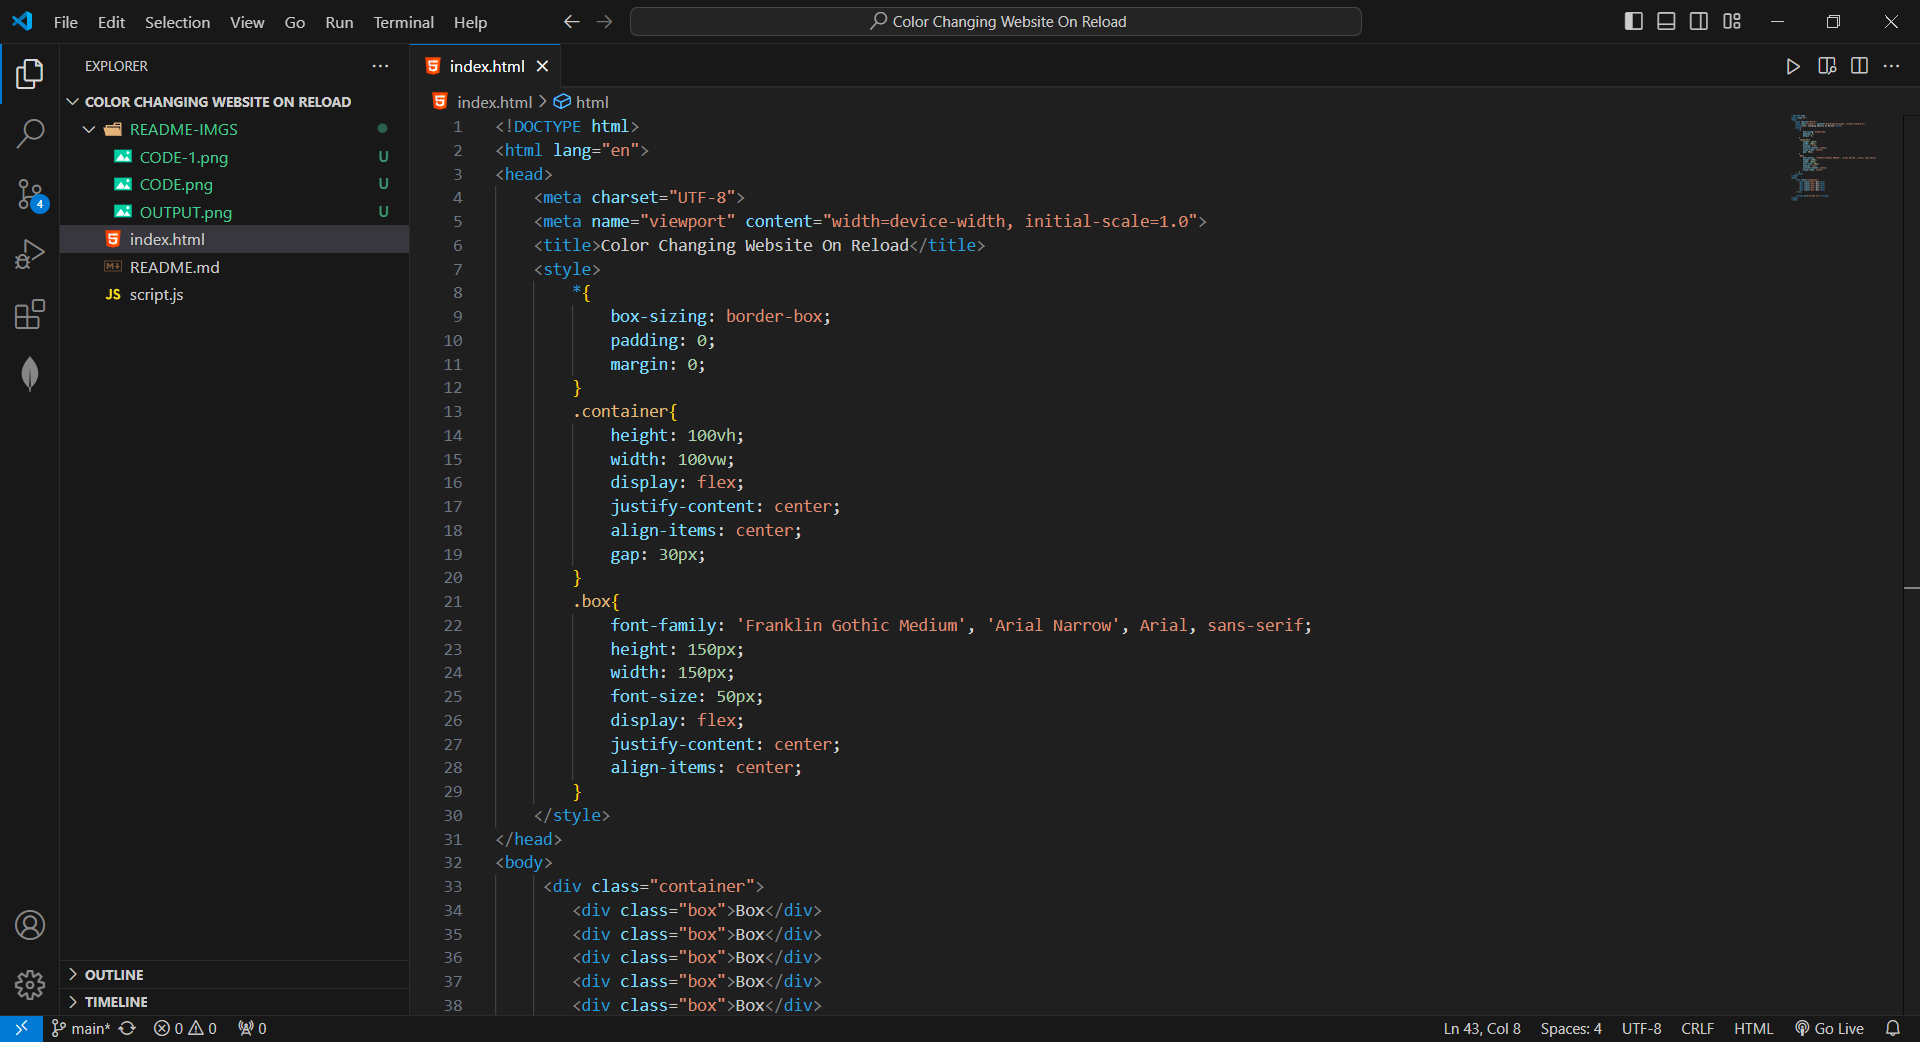 File Edit Selection View Go Run Terminal Help
Color Changing Website On Reload
EXPLORER
index.html
COLOR CHANGING WEBSITE ON RELOAD
README-IMGS
CODE-1.png U
CODE.png U
OUTPUT.png U
index.html
README.md
JS script.js
OUTLINE
TIMELINE
4
index.html > html
1 <!DOCTYPE html>
2 <html lang="en">
3 <head>
4 <meta charset="UTF-8">
5 <meta name="viewport" content="width=device-width, initial-scale=1.0">
6 <title>Color Changing Website On Reload</title>
7 <style>
8 *{
9 box-sizing: border-box;
10 padding: 0;
11 margin: 0;
12 }
13 .container{
14 height: 100vh;
15 width: 100vw;
16 display: flex;
17 justify-content: center;
18 align-items: center;
19 gap: 30px;
20 }
21 .box{
22 font-family: 'Franklin Gothic Medium', 'Arial Narrow', Arial, sans-serif;
23 height: 150px;
24 width: 150px;
25 font-size: 50px;
26 display: flex;
27 justify-content: center;
28 align-items: center;
29 }
30 </style>
31 </head>
32 <body>
33 <div class="container">
34 <div class="box">Box</div>
35 <div class="box">Box</div>
36 <div class="box">Box</div>
37 <div class="box">Box</div>
38 <div class="box">Box</div>
main* 0 0 0
Ln 43, Col 8 Spaces: 4 UTF-8 CRLF HTML Go Live